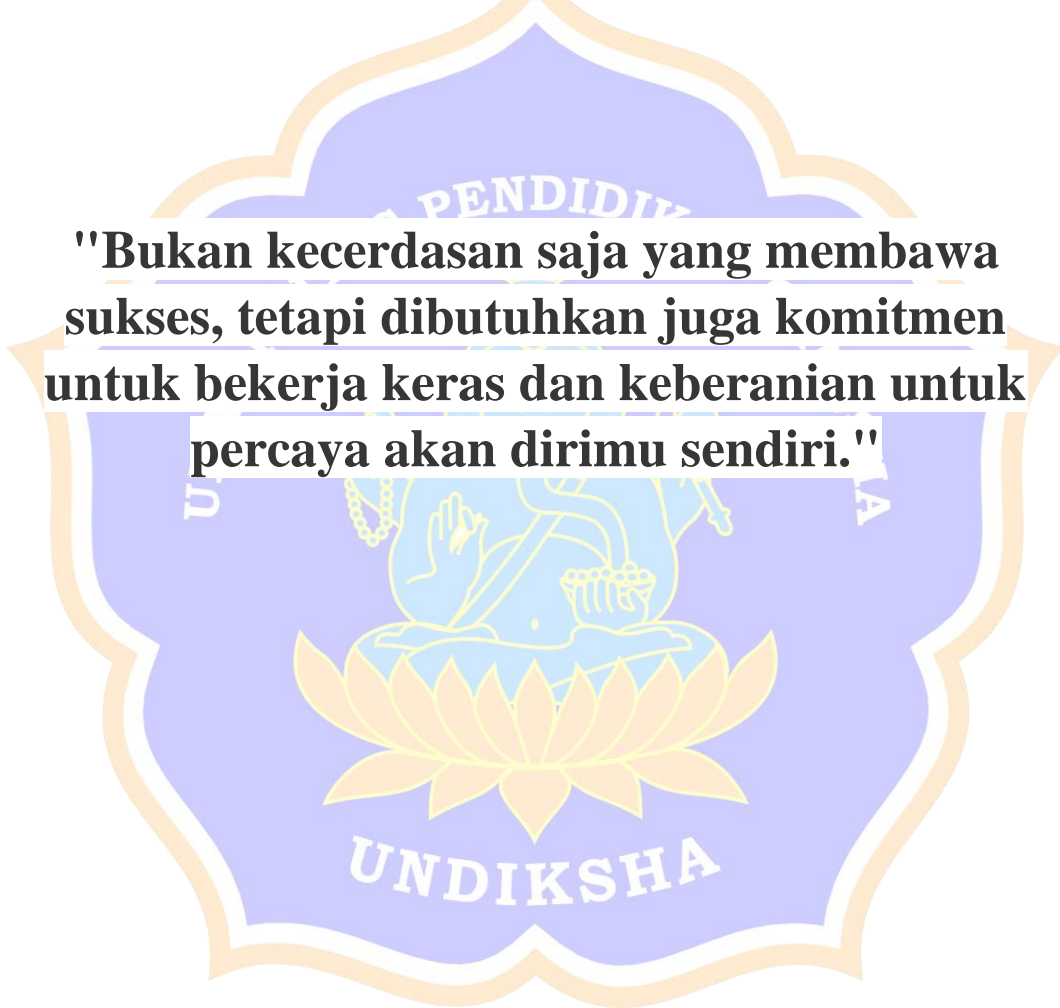 PENDIDIK
"Bukan kecerdasan saja yang membawa
sukses, tetapi dibutuhkan juga komitmen
untuk bekerja keras dan keberanian untuk
percaya akan dirimu sendiri."
UNDIKSHA